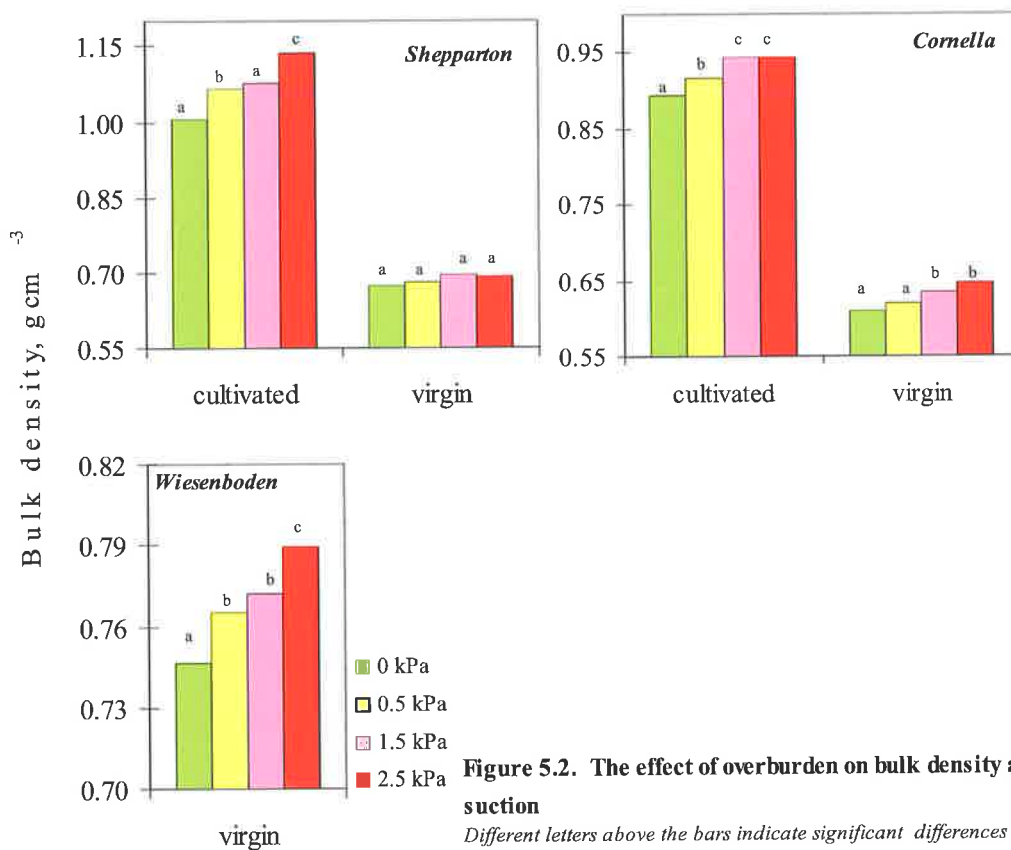 Bulk density, g cm -3
Shepparton
1.15
1.00
0.85
0.70
0.55
a b a c
a a a a
cultivated virgin
Cornella
0.95
0.85
0.75
0.65
0.55
a b c c
a a b b
cultivated virgin
Wiesenboden
0.82
0.79
0.76
0.73
0.70
a b b c
virgin
0 kPa
0.5 kPa
1.5 kPa
2.5 kPa
Figure 5.2. The effect of overburden on bulk density a
suction
Different letters above the bars indicate significant differences